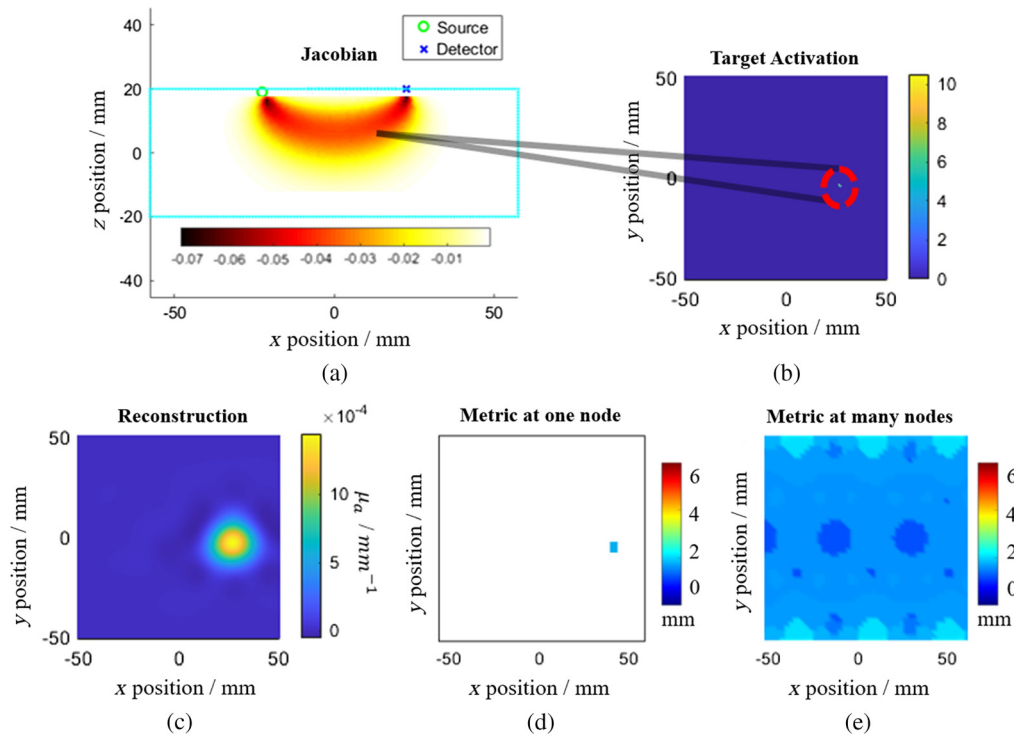 Jacobian
Source
Detector
40
20
0
-20
-40
z position / mm
-0.07 -0.06 -0.05 -0.04 -0.03 -0.02 -0.01
-50 0 50
x position / mm
(a)
Target Activation
50
0
-50
y position / mm
10
8
6
4
2
0
-50 0 50
x position / mm
(b)
Reconstruction
× 10⁻⁴
50
0
-50
y position / mm
10
5
0
μₐ / mm⁻¹
-50 0 50
x position / mm
(c)
Metric at one node
y position / mm
6
4
2
0
mm
0 50
x position / mm
(d)
Metric at many nodes
y position / mm
6
4
2
0
mm
-50 0 50
x position / mm
(e)